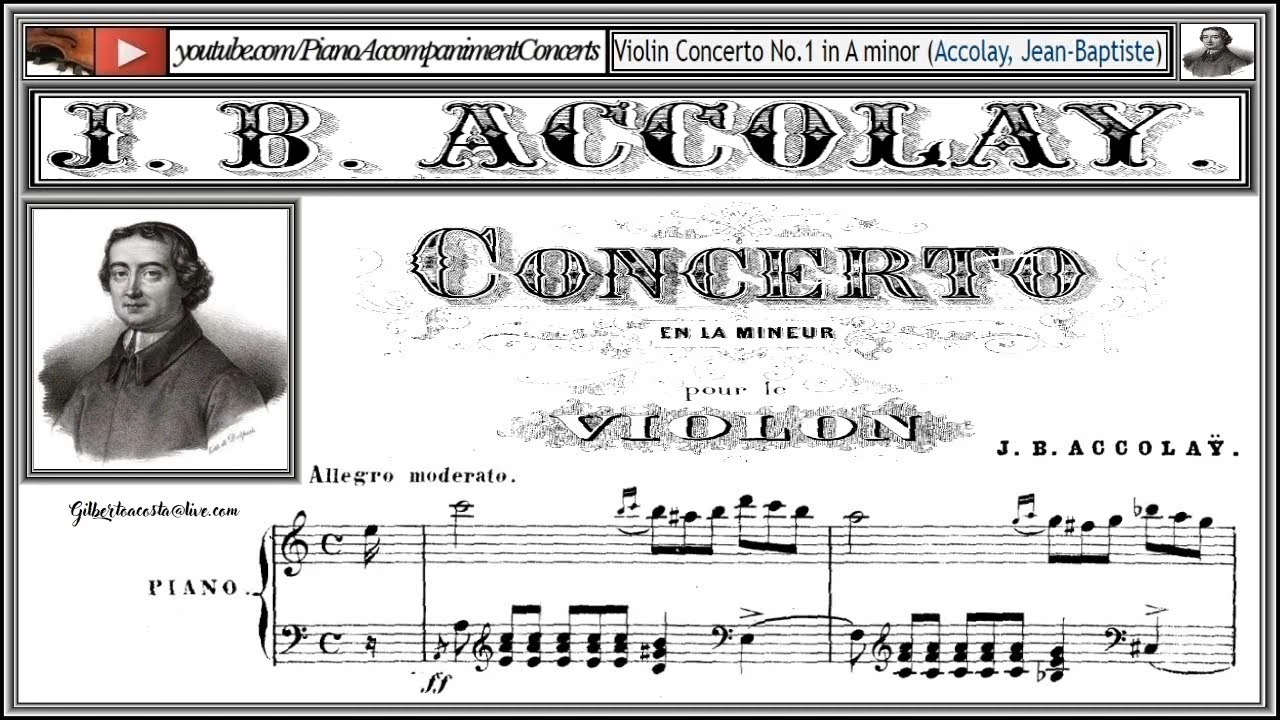 youtube.com/PianoAccompanimentConcerts
Violin Concerto No.1 in A minor (Accolay, Jean-Baptiste)
J. B. ACCOLAY.
CONCERTO
EN LA MINEUR
pour le
VIOLON
J. B. ACCOLAŸ.
Allegro moderato.
Gilbertoacosta@live.com
PIANO.
ff